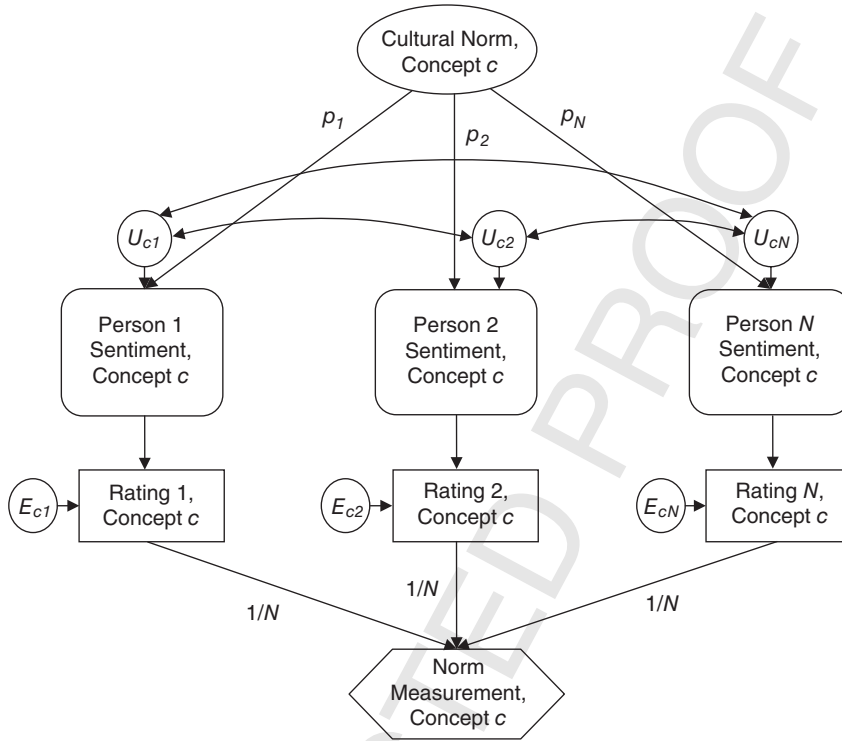 Cultural Norm,
Concept c
p1
p2
pN
Uc1
Uc2
UcN
Person 1
Sentiment,
Concept c
Person 2
Sentiment,
Concept c
Person N
Sentiment,
Concept c
Ec1
Rating 1,
Concept c
Ec2
Rating 2,
Concept c
EcN
Rating N,
Concept c
1/N
1/N
1/N
Norm
Measurement,
Concept c
TED PROOF